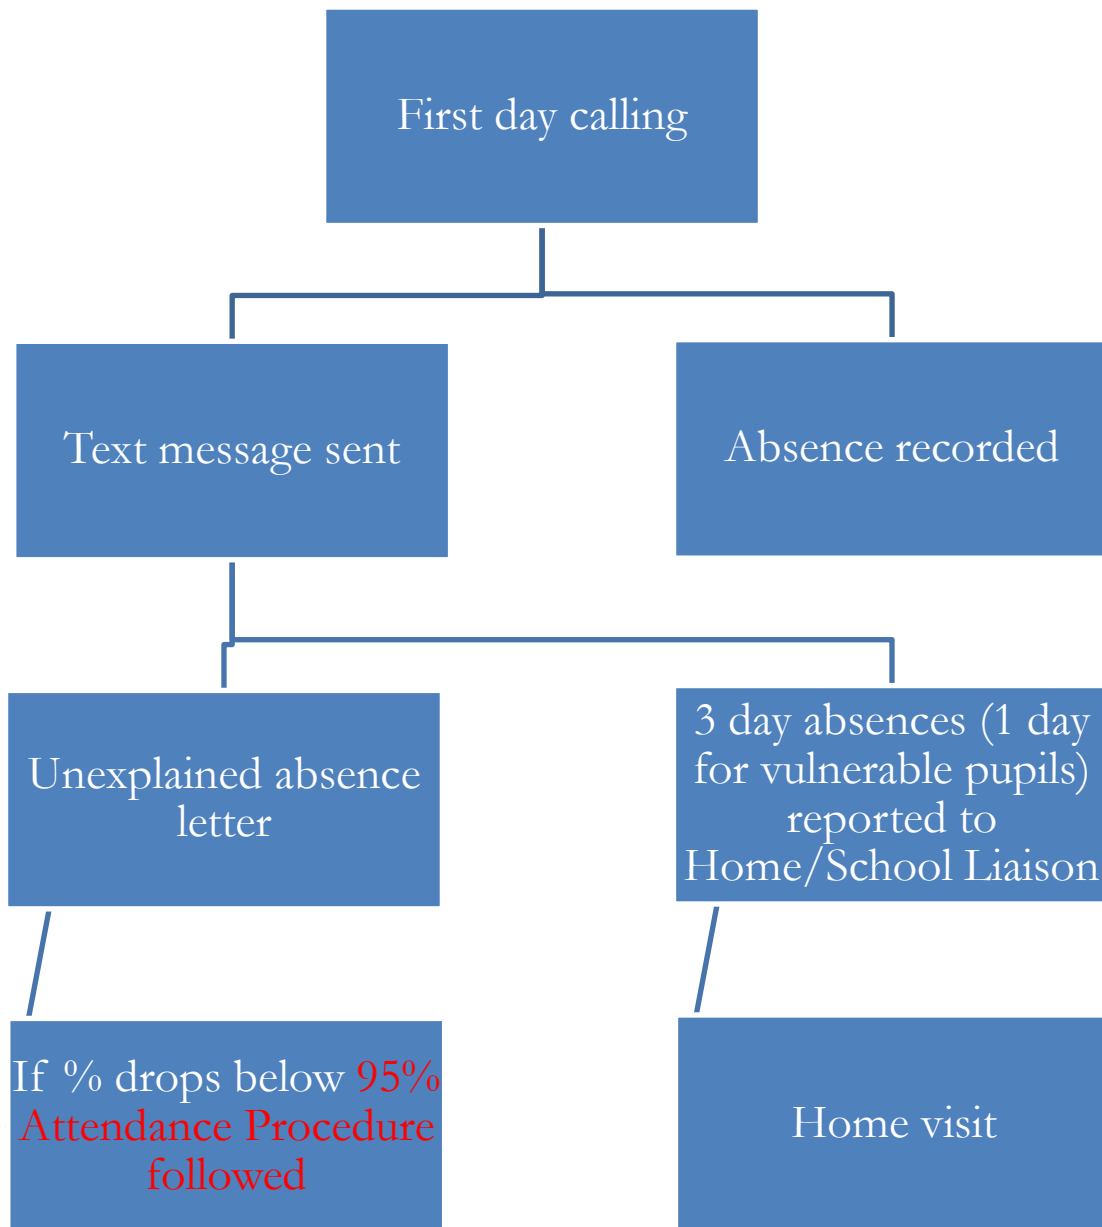 First day calling
Text message sent
Absence recorded
Unexplained absence
letter
3 day absences (1 day
for vulnerable pupils)
reported to
Home/School Liaison
If % drops below 95%
Attendance Procedure
followed
Home visit